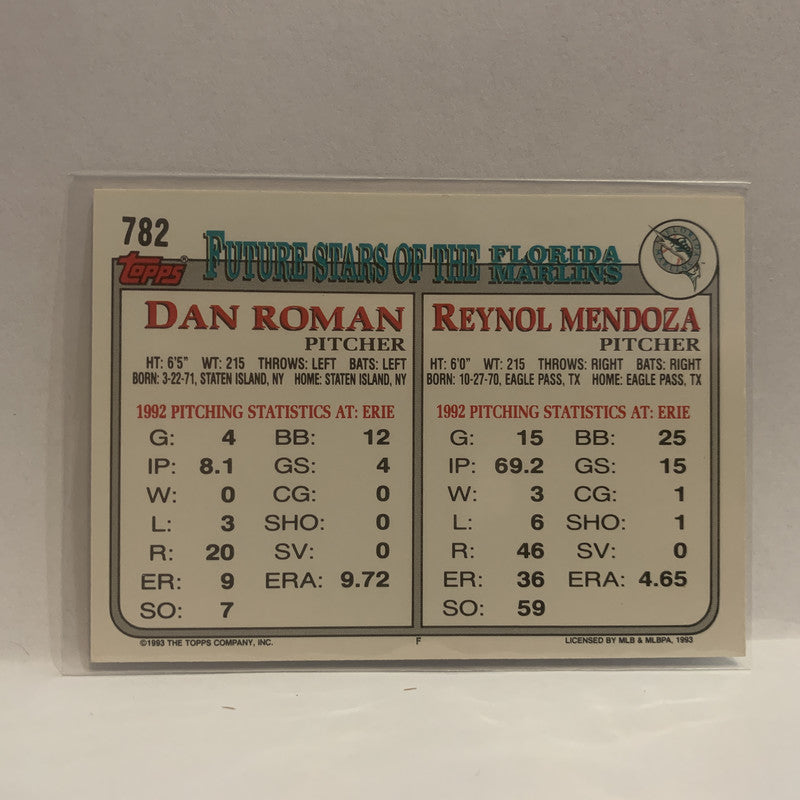 782
TOPPS
FUTURE STARS OF THE FLORIDA MARLINS
DAN ROMAN
PITCHER
HT: 6'5" WT: 215 THROWS: LEFT BATS: LEFT
BORN: 3-22-71, STATEN ISLAND, NY HOME: STATEN ISLAND, NY
1992 PITCHING STATISTICS AT: ERIE
G: 4 BB: 12
IP: 8.1 GS: 4
W: 0 CG: 0
L: 3 SHO: 0
R: 20 SV: 0
ER: 9 ERA: 9.72
SO: 7
REYNOL MENDOZA
PITCHER
HT: 6'0" WT: 215 THROWS: RIGHT BATS: RIGHT
BORN: 10-27-70, EAGLE PASS, TX HOME: EAGLE PASS, TX
1992 PITCHING STATISTICS AT: ERIE
G: 15 BB: 25
IP: 69.2 GS: 15
W: 3 CG: 1
L: 6 SHO: 1
R: 46 SV: 0
ER: 36 ERA: 4.65
SO: 59
©1993 THE TOPPS COMPANY, INC. F LICENSED BY MLB & MLBPA, 1993